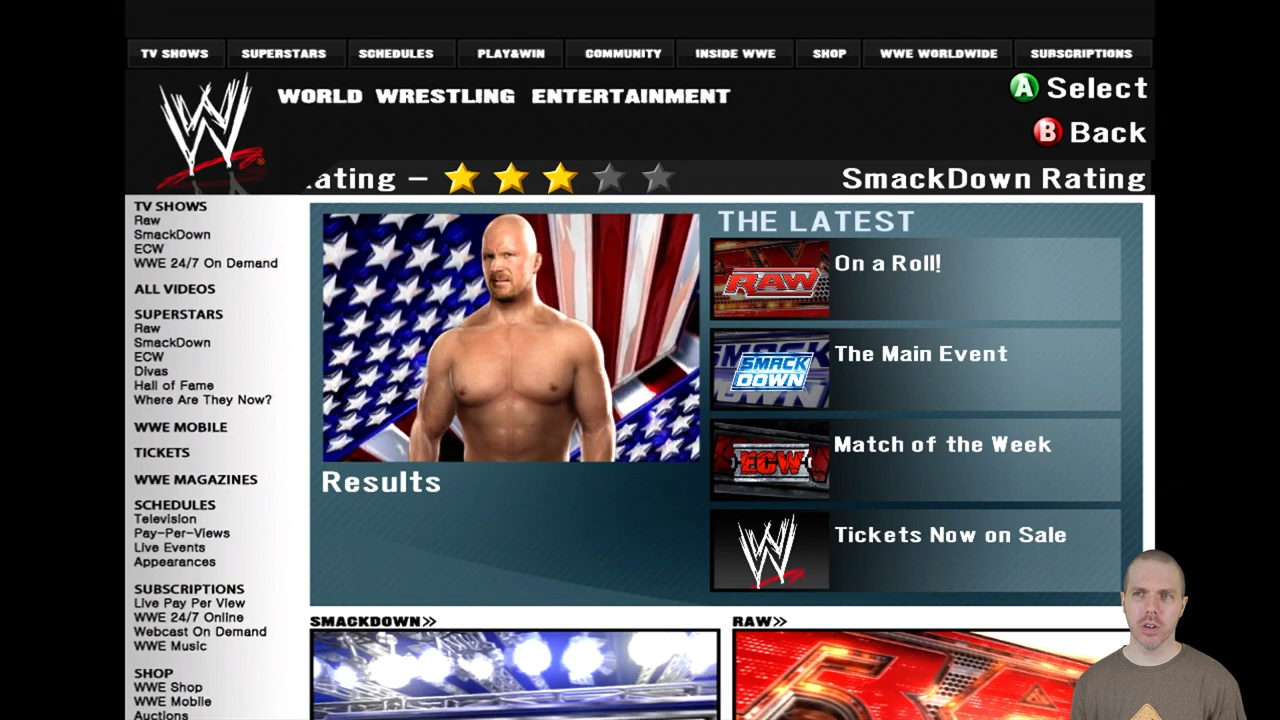 TV SHOWS SUPERSTARS SCHEDULES PLAY&WIN COMMUNITY INSIDE WWE SHOP WWE WORLDWIDE SUBSCRIPTIONS
WORLD WRESTLING ENTERTAINMENT
A Select
B Back
ating – SmackDown Rating
TV SHOWS
Raw
SmackDown
ECW
WWE 24/7 On Demand
ALL VIDEOS
SUPERSTARS
Raw
SmackDown
ECW
Divas
Hall of Fame
Where Are They Now?
WWE MOBILE
TICKETS
WWE MAGAZINES
SCHEDULES
Television
Pay-Per-Views
Live Events
Appearances
SUBSCRIPTIONS
Live Pay Per View
WWE 24/7 Online
Webcast On Demand
WWE Music
SHOP
WWE Shop
WWE Mobile
Auctions
Results
THE LATEST
RAW
On a Roll!
SMACK
DOWN
The Main Event
ECW
Match of the Week
W
Tickets Now on Sale
SMACKDOWN>>
RAW>>